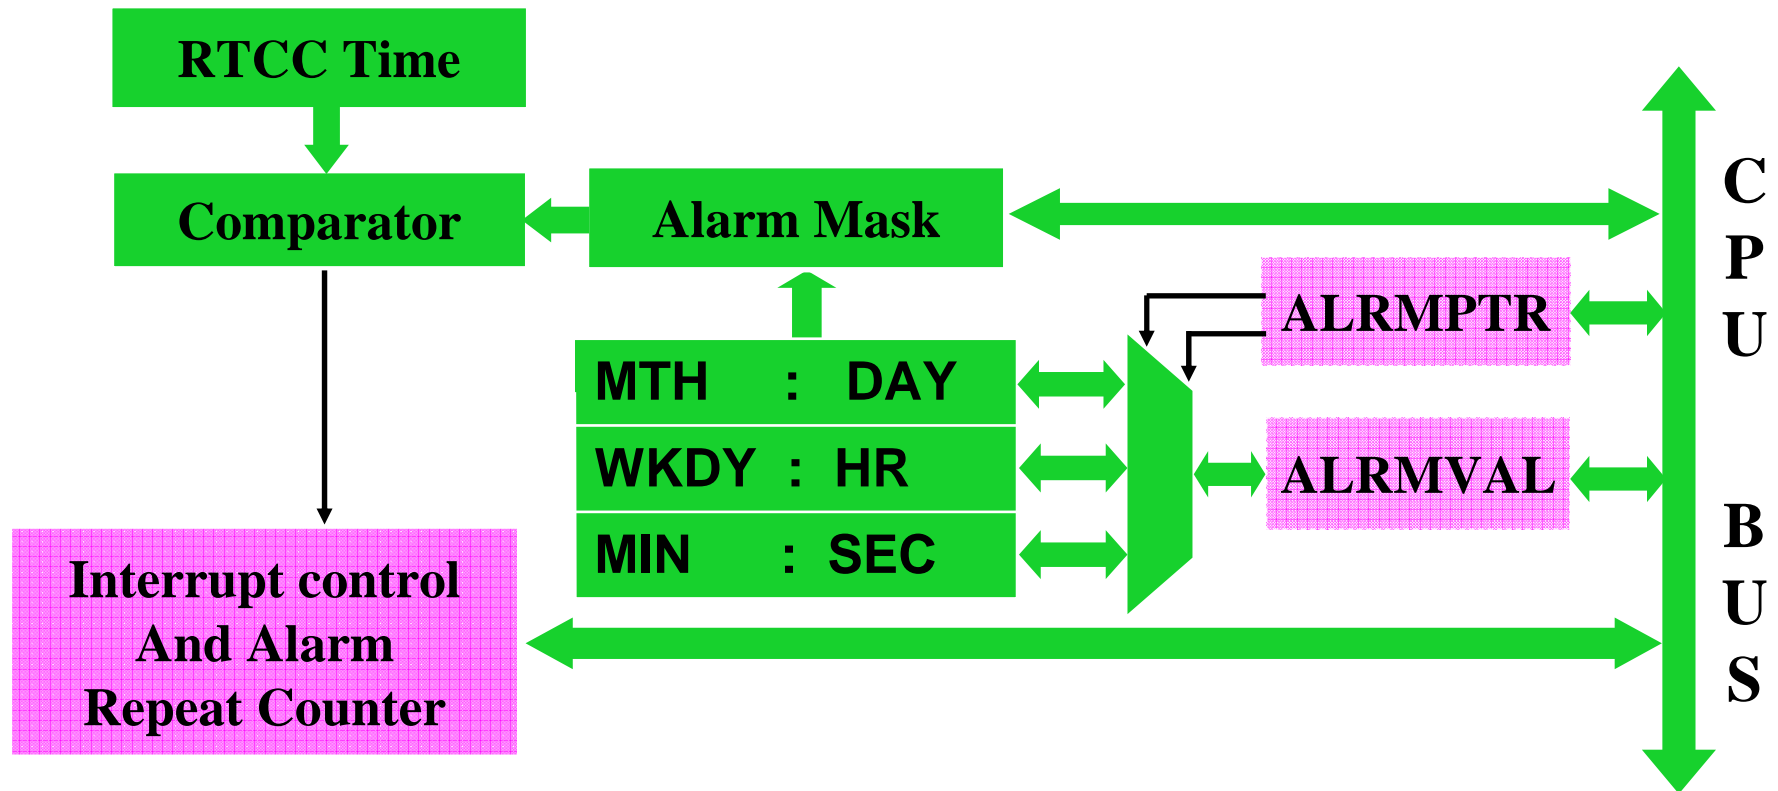 RTCC Time
Comparator
Alarm Mask
ALRMPTR
MTH : DAY
WKDY : HR
MIN : SEC
ALRMVAL
Interrupt control
And Alarm
Repeat Counter
C
P
U
B
U
S